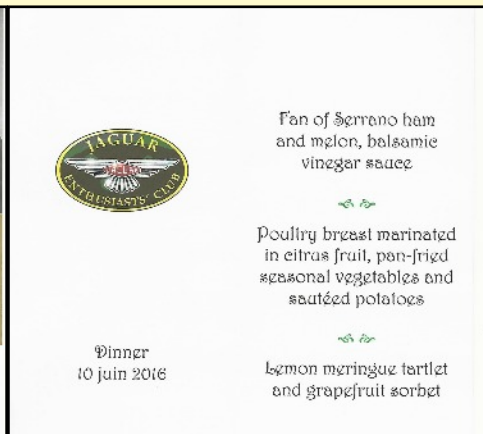 JAGUAR
ENTHUSIASTS' CLUB
Dinner
10 juin 2016
Fan of Serrano ham
and melon, balsamic
vinegar sauce
Poultry breast marinated
in citrus fruit, pan-fried
seasonal vegetables and
sautéed potatoes
Lemon meringue tartlet
and grapefruit sorbet